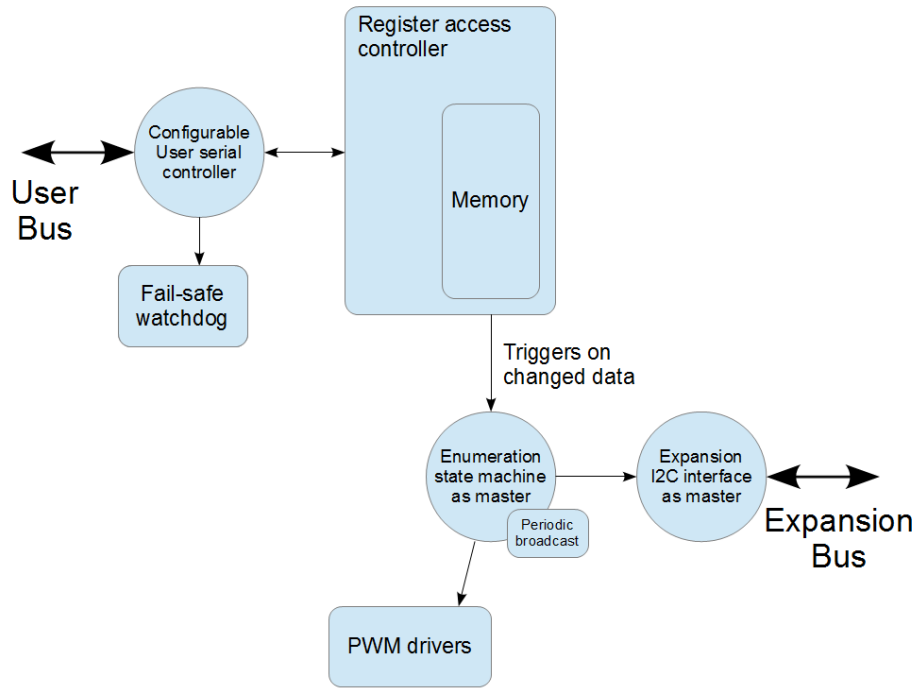 Register access
controller
Configurable
User serial
controller
User
Bus
Memory
Fail-safe
watchdog
Triggers on
changed data
Enumeration
state machine
as master
Expansion
I2C interface
as master
Periodic
broadcast
Expansion
Bus
PWM drivers